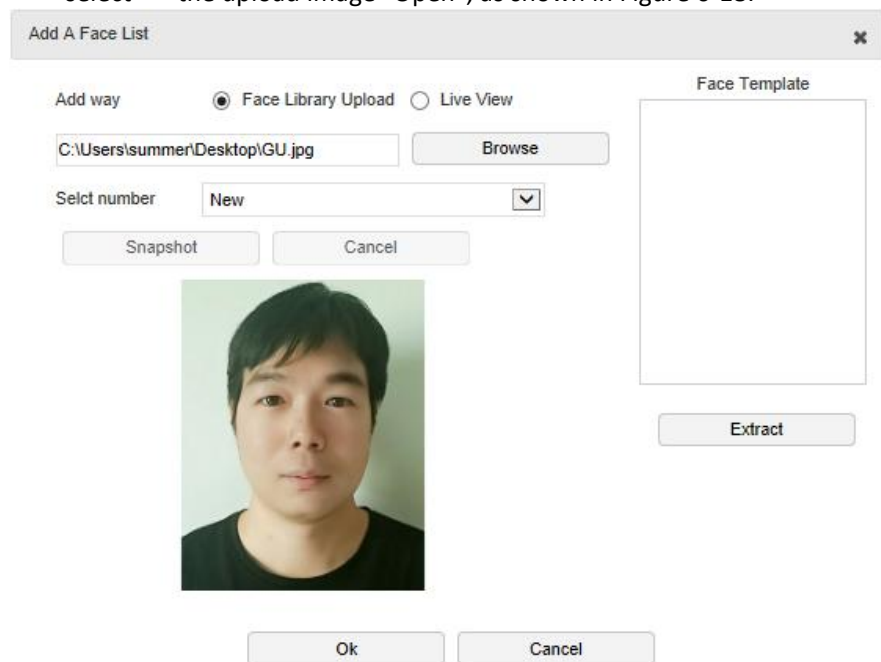 Add A Face List
Face Template
Add way Face Library Upload Live View
C:\Users\summer\Desktop\GU.jpg Browse
Selct number New
Snapshot Cancel
Extract
Ok Cancel